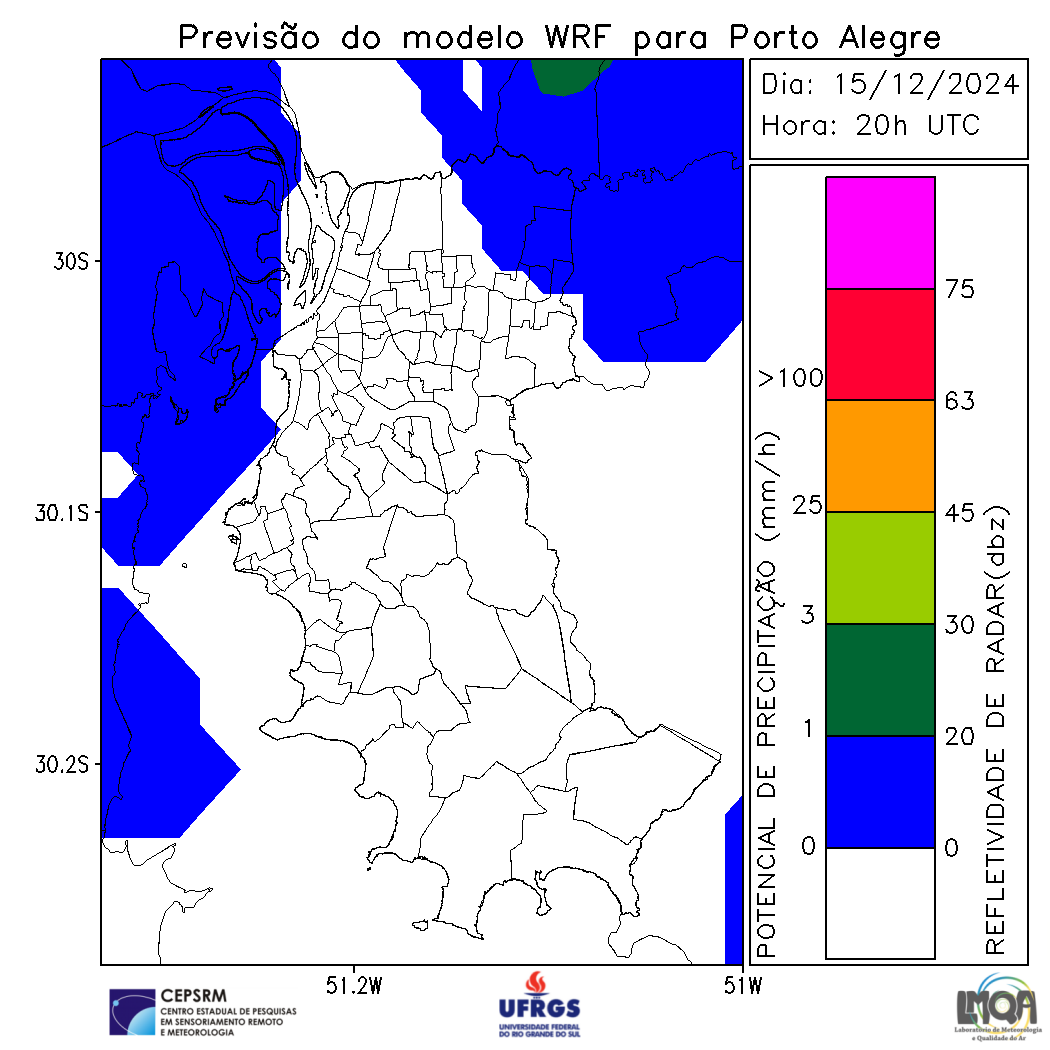 Previsão do modelo WRF para Porto Alegre
Dia: 15/12/2024
Hora: 20h UTC
30S
30.1S
30.2S
51.2W
51W
POTENCIAL DE PRECIPITAÇÃO (mm/h)
>100
25
3
1
0
75
63
45
30
20
0
REFLETIVIDADE DE RADAR(dbz)
CEPSRM
CENTRO ESTADUAL DE PESQUISAS
EM SENSORIAMENTO REMOTO
E METEOROLOGIA
UFRGS
UNIVERSIDADE FEDERAL
DO RIO GRANDE DO SUL
LMQA
Laboratório de Meteorologia
e Qualidade do Ar